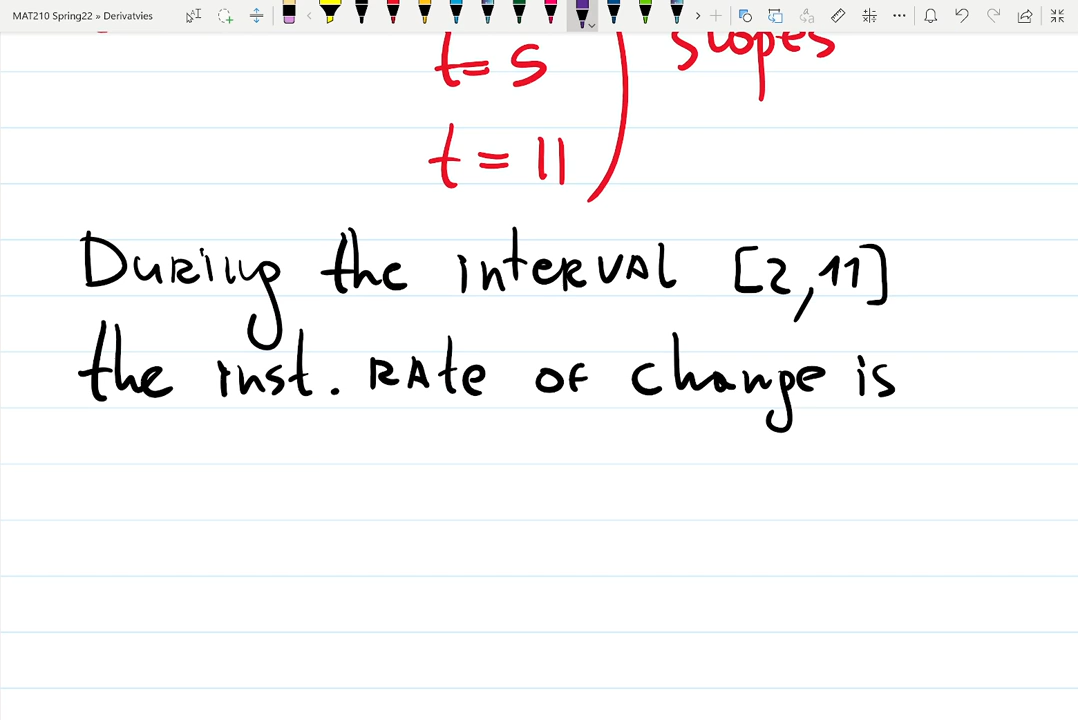 MAT210 Spring22 » Derivatvies
t = 5
slopes
t = 11
During the interval [2,11]
the inst. Rate of change is